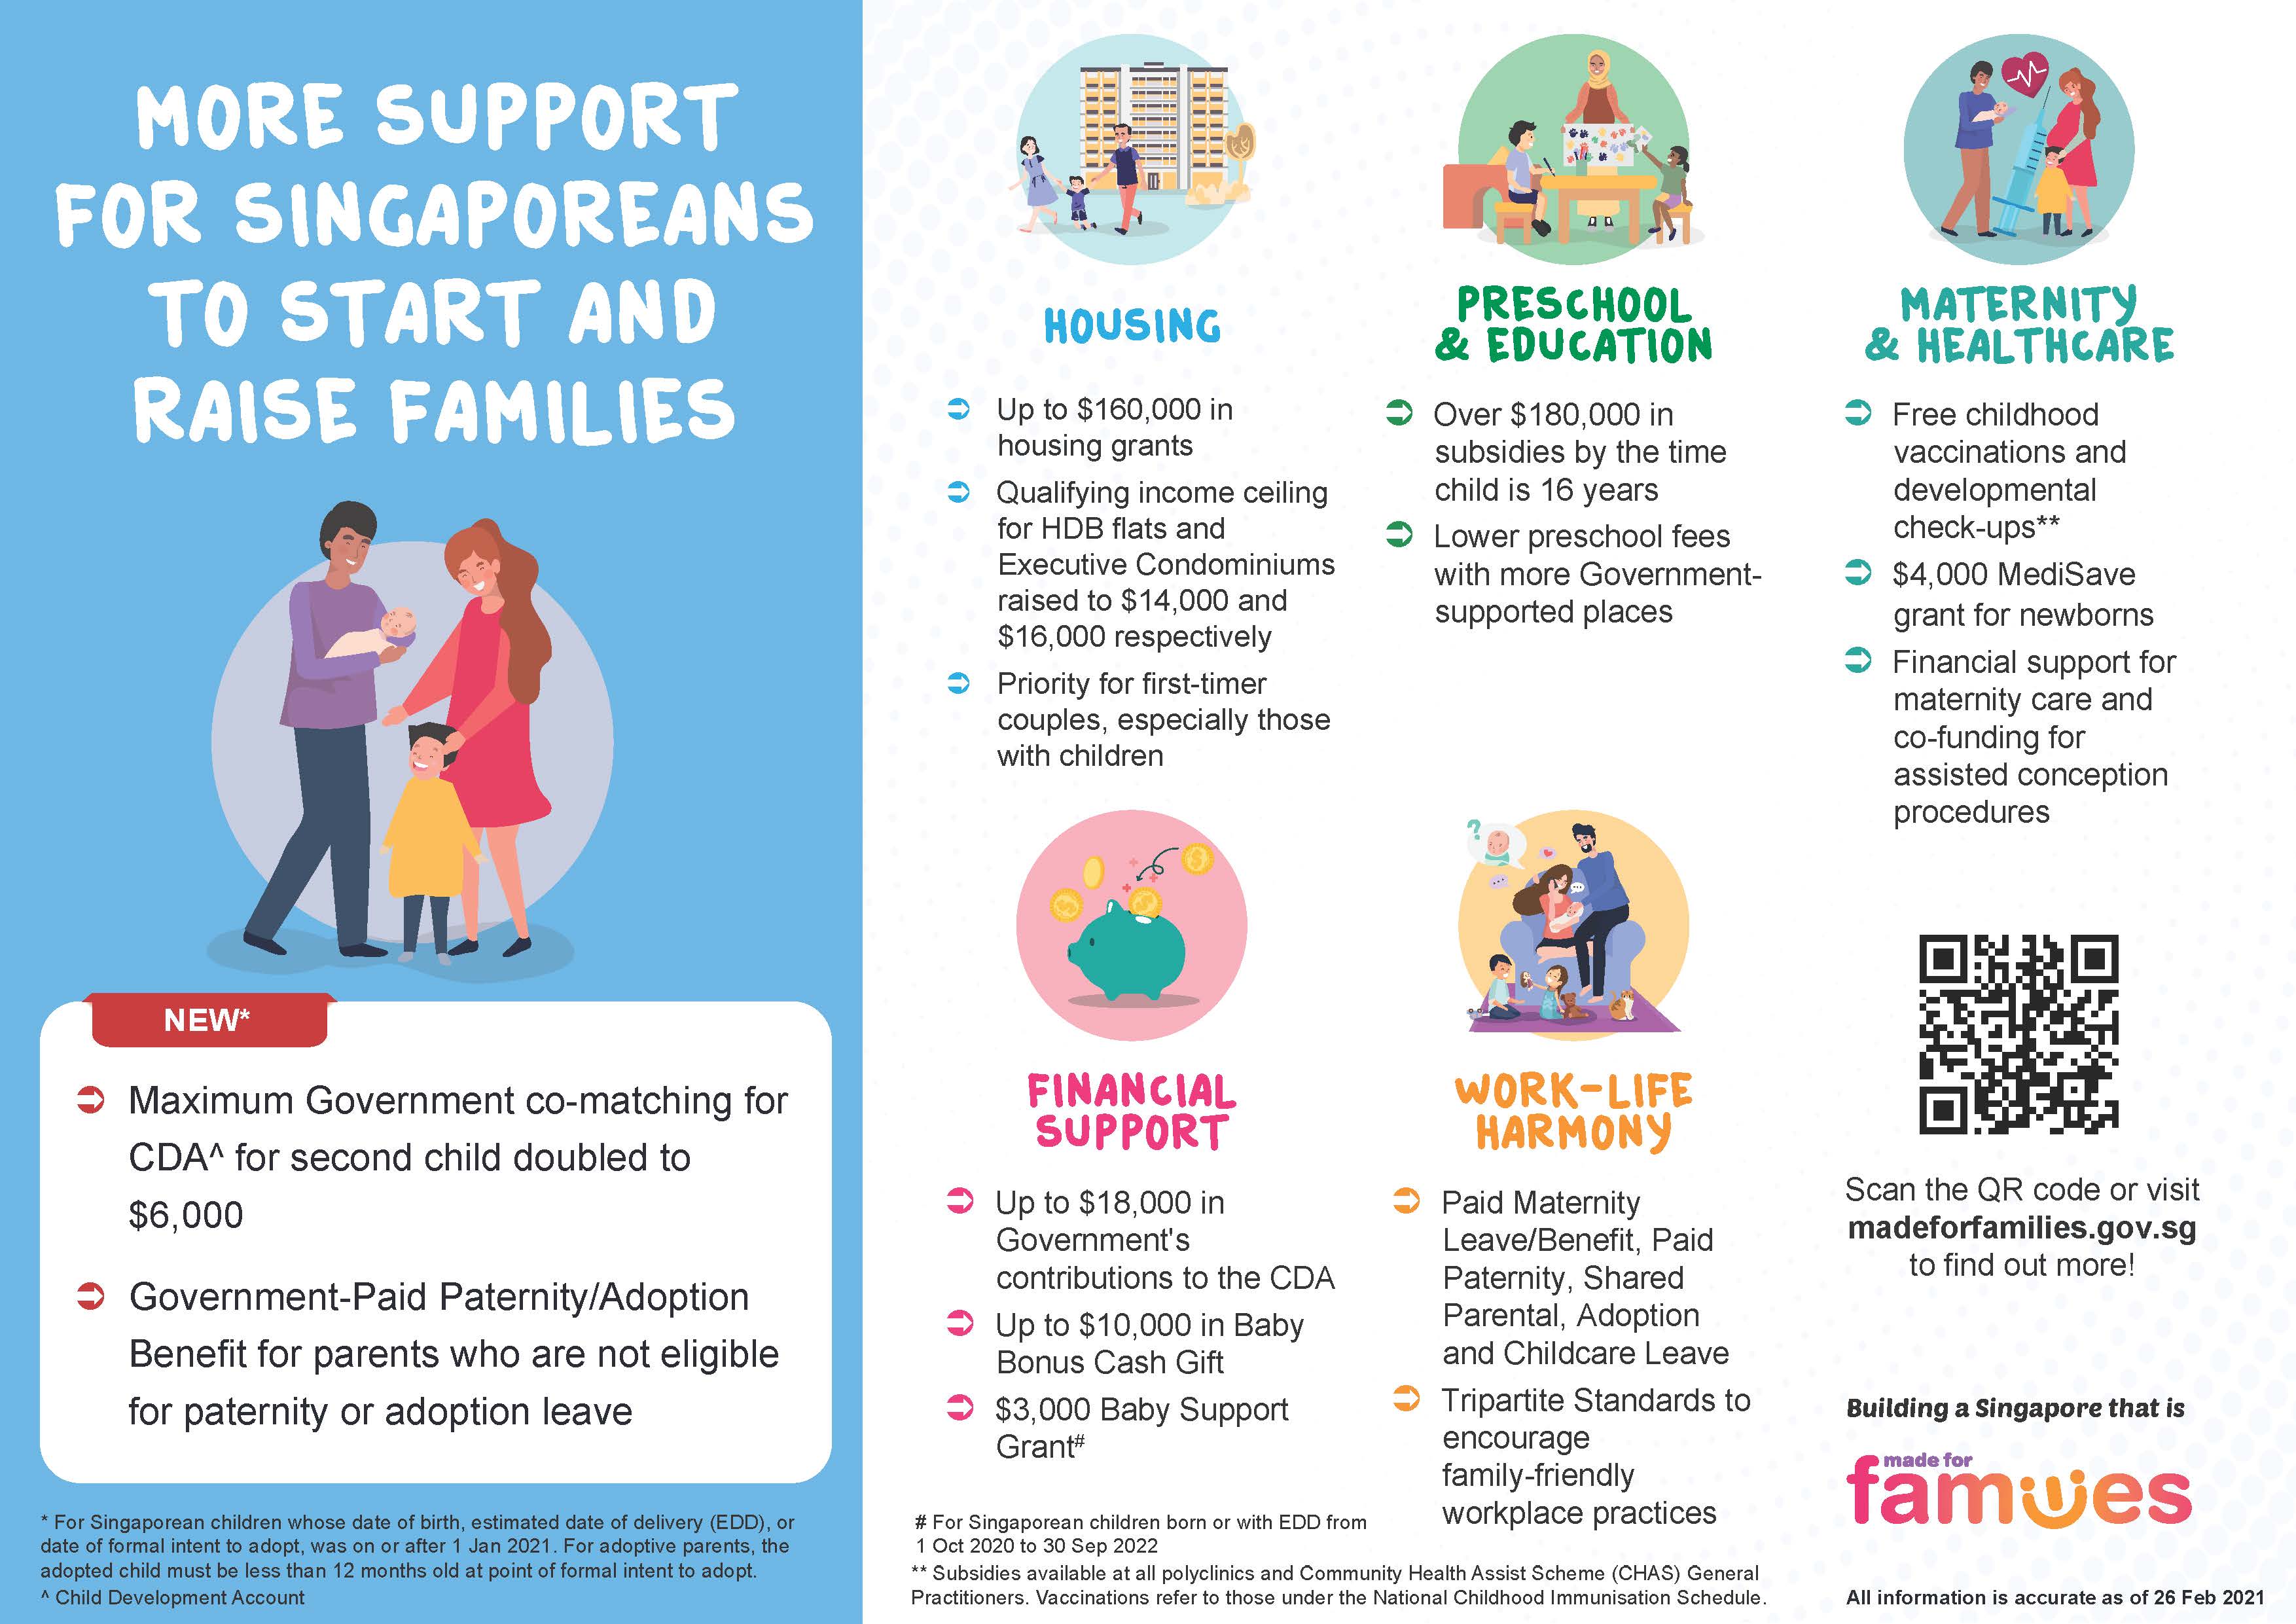 MORE SUPPORT
FOR SINGAPOREANS
TO START AND
RAISE FAMILIES
NEW*
Maximum Government co-matching for
CDA^ for second child doubled to
$6,000
Government-Paid Paternity/Adoption
Benefit for parents who are not eligible
for paternity or adoption leave
* For Singaporean children whose date of birth, estimated date of delivery (EDD), or
date of formal intent to adopt, was on or after 1 Jan 2021. For adoptive parents, the
adopted child must be less than 12 months old at point of formal intent to adopt.
^ Child Development Account
HOUSING
Up to $160,000 in
housing grants
Qualifying income ceiling
for HDB flats and
Executive Condominiums
raised to $14,000 and
$16,000 respectively
Priority for first-timer
couples, especially those
with children
PRESCHOOL
& EDUCATION
Over $180,000 in
subsidies by the time
child is 16 years
Lower preschool fees
with more Government-
supported places
MATERNITY
& HEALTHCARE
Free childhood
vaccinations and
developmental
check-ups**
$4,000 MediSave
grant for newborns
Financial support for
maternity care and
co-funding for
assisted conception
procedures
FINANCIAL
SUPPORT
Up to $18,000 in
Government's
contributions to the CDA
Up to $10,000 in Baby
Bonus Cash Gift
$3,000 Baby Support
Grant#
?
WORK-LIFE
HARMONY
Paid Maternity
Leave/Benefit, Paid
Paternity, Shared
Parental, Adoption
and Childcare Leave
Tripartite Standards to
encourage
family-friendly
workplace practices
# For Singaporean children born or with EDD from
1 Oct 2020 to 30 Sep 2022
** Subsidies available at all polyclinics and Community Health Assist Scheme (CHAS) General
Practitioners. Vaccinations refer to those under the National Childhood Immunisation Schedule.
Scan the QR code or visit
madeforfamilies.gov.sg
to find out more!
Building a Singapore that is
made for
families
All information is accurate as of 26 Feb 2021